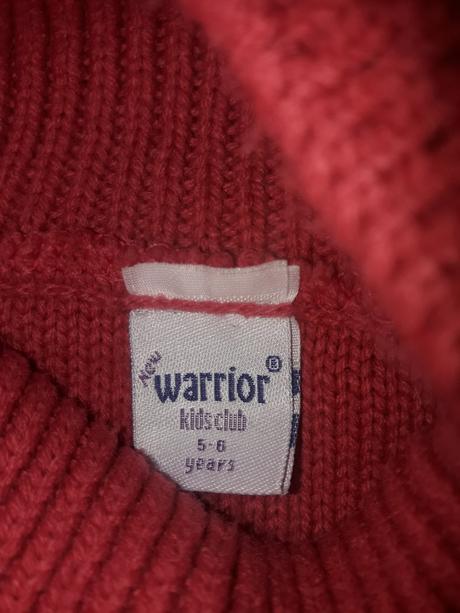 New
warrior®
kids club
5-6
years